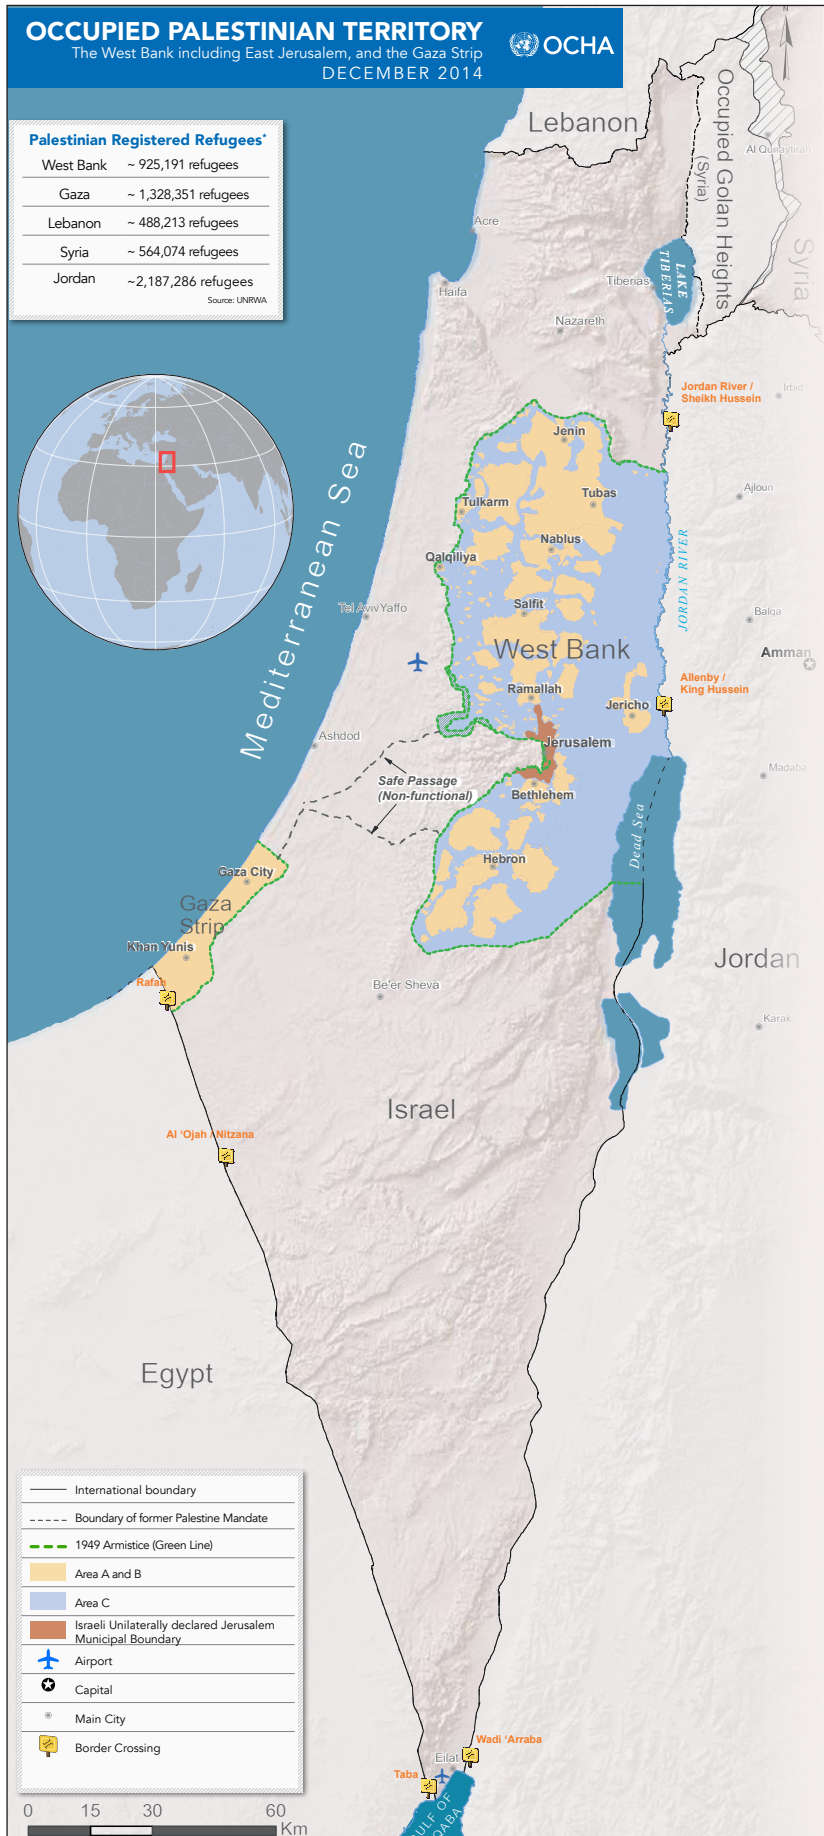 OCCUPIED PALESTINIAN TERRITORY
The West Bank including East Jerusalem, and the Gaza Strip
DECEMBER 2014
OCHA
Palestinian Registered Refugees*
West Bank ~ 925,191 refugees
Gaza ~ 1,328,351 refugees
Lebanon ~ 488,213 refugees
Syria ~ 564,074 refugees
Jordan ~2,187,286 refugees
Source: UNRWA
Lebanon
Occupied Golan Heights
(Syria)
Al Qunaytirah
Syria
Acre
Haifa
Tiberias
LAKE
TIBERIAS
Nazareth
Jordan River /
Sheikh Hussein
Irbid
Mediterranean Sea
Jenin
Tulkarm
Tubas
Ajloun
Nablus
Qalqiliya
JORDAN RIVER
Salfit
Tel Aviv Yaffo
Balqa
West Bank
Amman
Ramallah
Allenby /
King Hussein
Jericho
Ashdod
Jerusalem
Madaba
Safe Passage
(Non-functional)
Bethlehem
Dead Sea
Hebron
Gaza City
Gaza
Strip
Khan Yunis
Jordan
Rafah
Be'er Sheva
Karak
Israel
Al ‘Ojah / Nitzana
Egypt
International boundary
Boundary of former Palestine Mandate
1949 Armistice (Green Line)
Area A and B
Area C
Israeli Unilaterally declared Jerusalem
Municipal Boundary
Airport
Capital
Main City
Border Crossing
Wadi ‘Arraba
Eilat
Taba
GULF OF
AQABA
0 15 30 60
Km